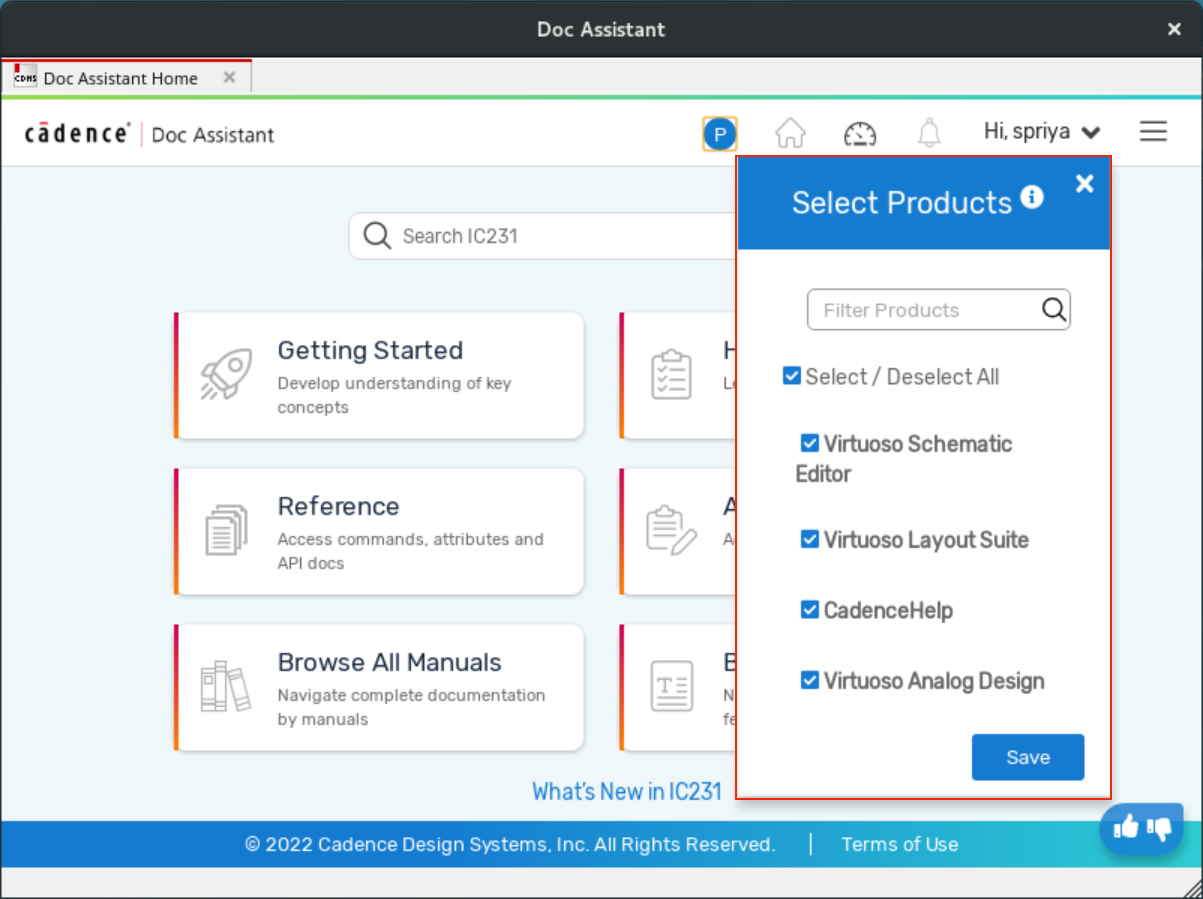 Doc Assistant
CDMS Doc Assistant Home
cādence® Doc Assistant
P
Hi, spriya
Search IC231
Getting Started
Develop understanding of key
concepts
H
Le
Reference
Access commands, attributes and
API docs
A
Browse All Manuals
Navigate complete documentation
by manuals
B
N
fe
What's New in IC231
Select Products
Filter Products
Select / Deselect All
Virtuoso Schematic
Editor
Virtuoso Layout Suite
CadenceHelp
Virtuoso Analog Design
Save
© 2022 Cadence Design Systems, Inc. All Rights Reserved. | Terms of Use